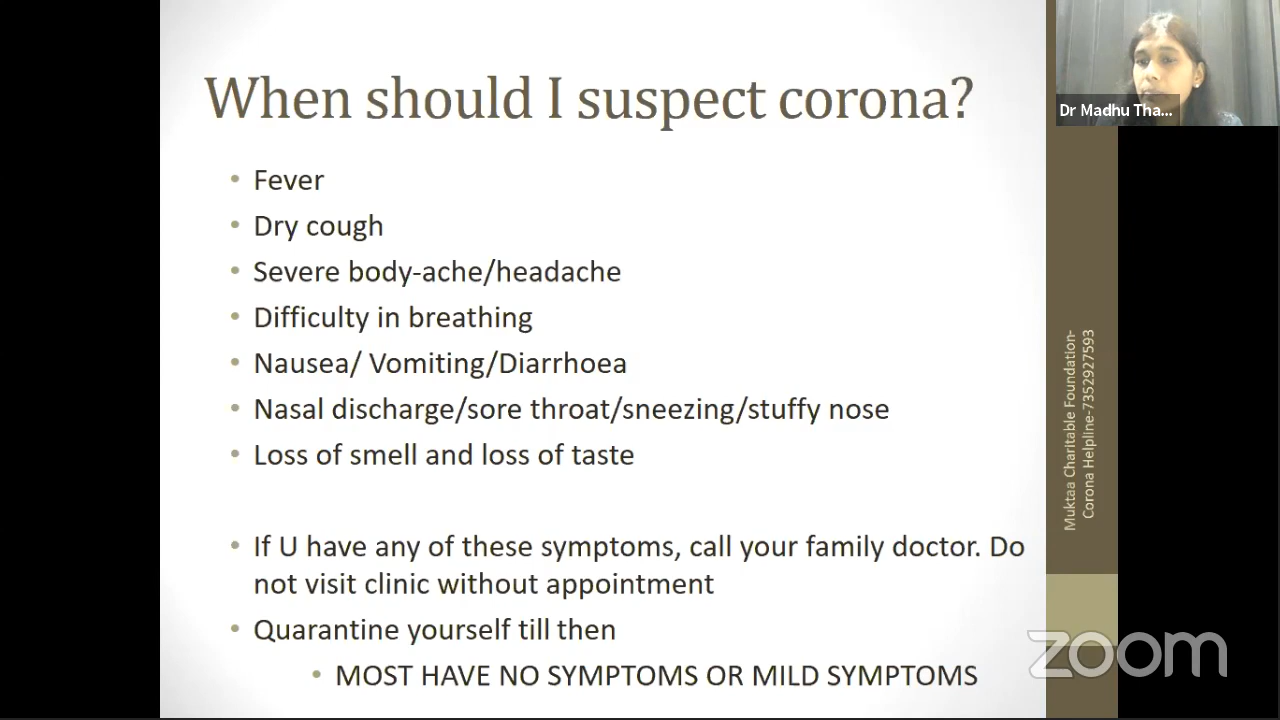 When should I suspect corona?
• Fever
• Dry cough
• Severe body-ache/headache
• Difficulty in breathing
• Nausea/ Vomiting/Diarrhoea
• Nasal discharge/sore throat/sneezing/stuffy nose
• Loss of smell and loss of taste
• If U have any of these symptoms, call your family doctor. Do
not visit clinic without appointment
• Quarantine yourself till then
• MOST HAVE NO SYMPTOMS OR MILD SYMPTOMS
Dr Madhu Tha...
Muktaa Charitable Foundation-
Corona Helpline-7352927593
zoom